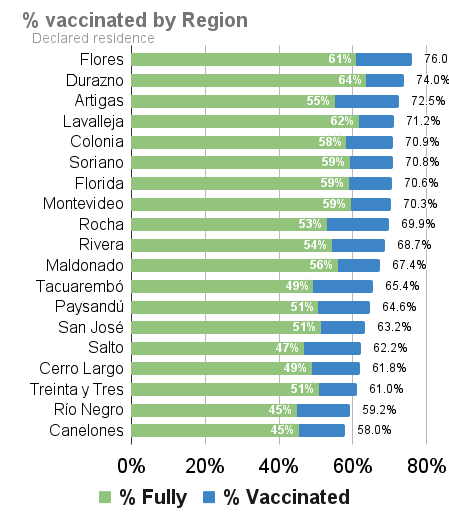 % vaccinated by Region
Declared residence
Flores 61% 76.0
Durazno 64% 74.0%
Artigas 55% 72.5%
Lavalleja 62% 71.2%
Colonia 58% 70.9%
Soriano 59% 70.8%
Florida 59% 70.6%
Montevideo 59% 70.3%
Rocha 53% 69.9%
Rivera 54% 68.7%
Maldonado 56% 67.4%
Tacuarembó 49% 65.4%
Paysandú 51% 64.6%
San José 51% 63.2%
Salto 47% 62.2%
Cerro Largo 49% 61.8%
Treinta y Tres 51% 61.0%
Río Negro 45% 59.2%
Canelones 45% 58.0%
0% 20% 40% 60% 80%
% Fully % Vaccinated